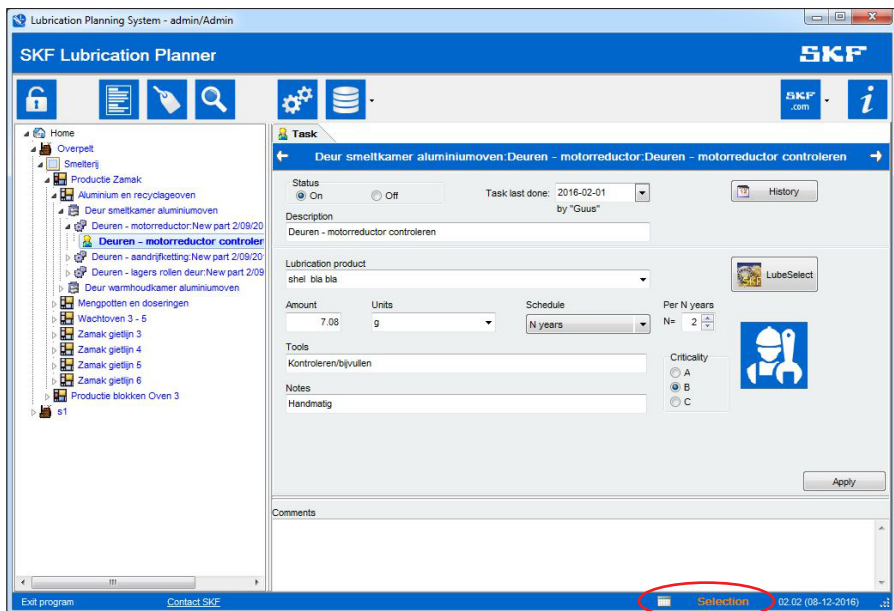 Lubrication Planning System - admin/Admin
SKF Lubrication Planner
SKF
SKF
.com
i
Home
Overpelt
Smelterij
Productie Zamak
Aluminium en recyclageoven
Deur smeltkamer aluminiumoven
Deuren - motorreductor:New part 2/09/20
Deuren - motorreductor controler
Deuren - aandrijfketting:New part 2/09/20
Deuren - lagers rollen deur:New part 2/09
Deur warmhoudkamer aluminiumoven
Mengpotten en doseringen
Wachtoven 3 - 5
Zamak gietlijn 3
Zamak gietlijn 4
Zamak gietlijn 5
Zamak gietlijn 6
Productie blokken Oven 3
s1
Task
Deur smeltkamer aluminiumoven:Deuren - motorreductor:Deuren - motorreductor controleren
Status
On Off
Task last done: 2016-02-01
by "Guus"
12 History
Description
Deuren - motorreductor controleren
Lubrication product
shel bla bla
LubeSelect
Amount Units Schedule Per N years
7.08 g N years N= 2
Tools
Kontroleren/bijvullen
Criticality
A
B
C
Notes
Handmatig
Apply
Comments
Exit program Contact SKF Selection 02.02 (08-12-2016)